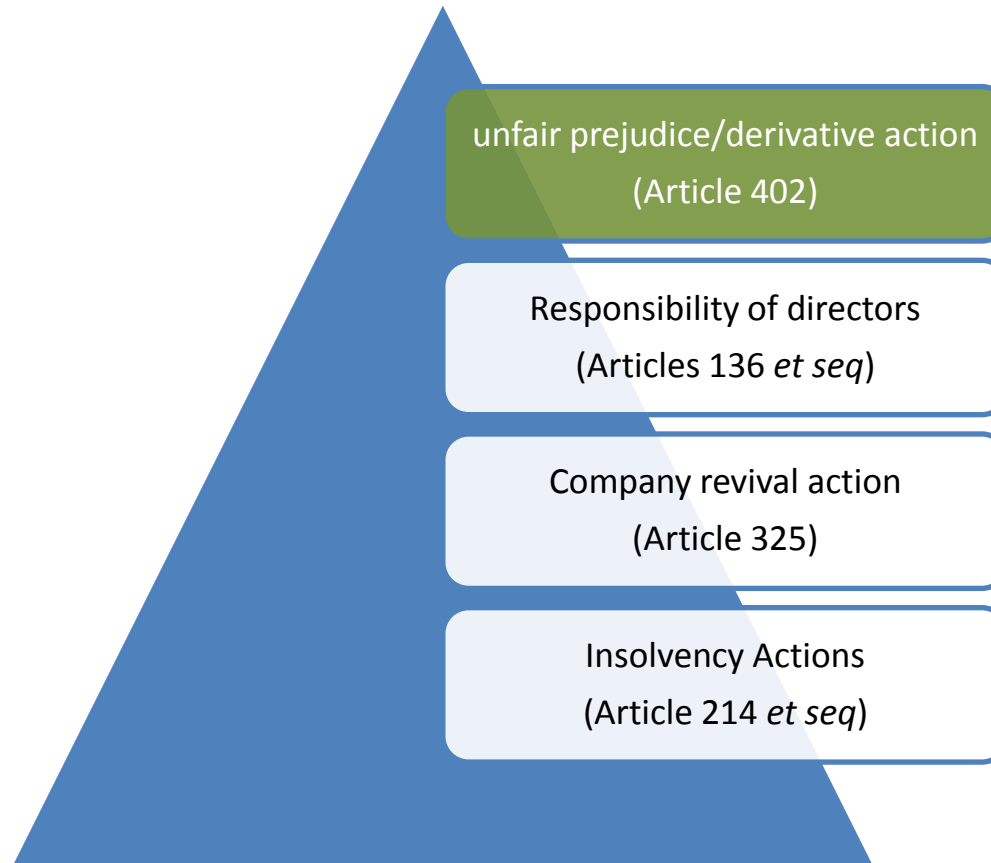 unfair prejudice/derivative action
(Article 402)
Responsibility of directors
(Articles 136 et seq)
Company revival action
(Article 325)
Insolvency Actions
(Article 214 et seq)